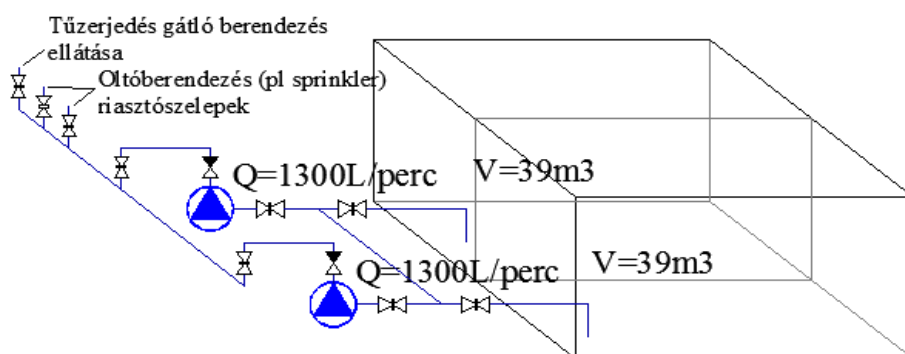 Tűzerjedés gátló berendezés
ellátása
Oltóberendezés (pl sprinkler)
riasztószelepek
Q=1300L/perc
V=39m3
Q=1300L/perc
V=39m3